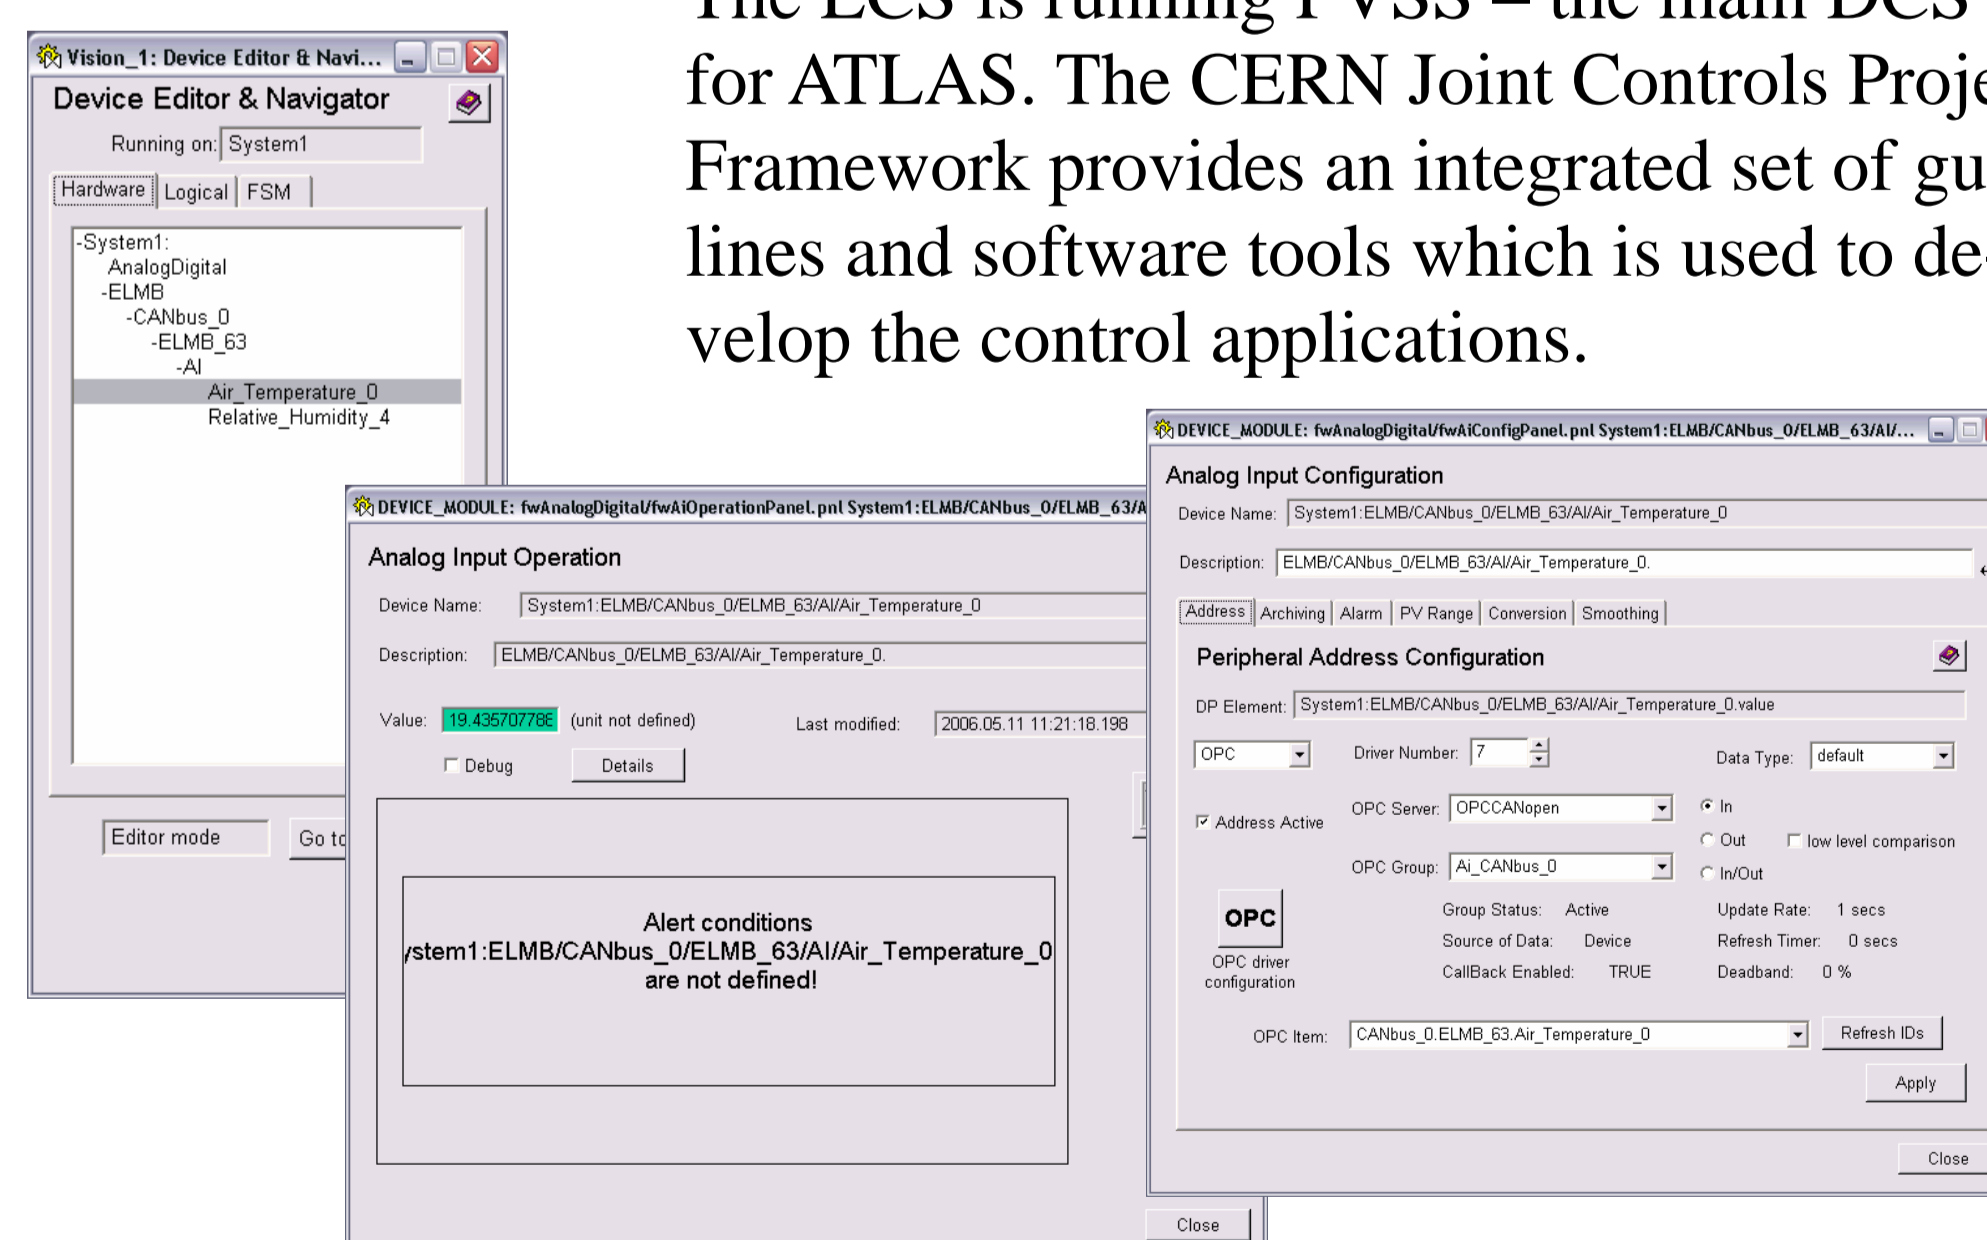 The LCS is running PVSS – the main DCS
for ATLAS. The CERN Joint Controls
Framework provides an integrated set of
lines and software tools which is used to de-
velop the control applications.
Vision_1: Device Editor & Navi...
Device Editor & Navigator
Running on: System1
Hardware Logical FSM
-System1:
AnalogDigital
-ELMB
-CANbus_0
-ELMB_63
-AI
Air_Temperature_0
Relative_Humidity_4
Editor mode Go to
DEVICE_MODULE: fwAnalogDigital/fwAiOperationPanel.pnl System1:ELMB/CANbus_0/ELMB_63/A
Analog Input Operation
Device Name: System1:ELMB/CANbus_0/ELMB_63/AI/Air_Temperature_0
Description: ELMB/CANbus_0/ELMB_63/AI/Air_Temperature_0.
Value: 19.43570778 (unit not defined) Last modified: 2006.05.11 11:21:18.198
Debug Details
Alert conditions
ystem1:ELMB/CANbus_0/ELMB_63/AI/Air_Temperature_0
are not defined!
Close
DEVICE_MODULE: fwAnalogDigital/fwAiConfigPanel.pnl System1:ELMB/CANbus_0/ELMB_63/AI/...
Analog Input Configuration
Device Name: System1:ELMB/CANbus_0/ELMB_63/AI/Air_Temperature_0
Description: ELMB/CANbus_0/ELMB_63/AI/Air_Temperature_0.
Address Archiving Alarm PV Range Conversion Smoothing
Peripheral Address Configuration
DP Element: System1:ELMB/CANbus_0/ELMB_63/AI/Air_Temperature_0.value
OPC Driver Number: 7 Data Type: default
Address Active OPC Server: OPCCANopen In
Out low level comparison
OPC Group: Ai_CANbus_0 In/Out
OPC Group Status: Active Update Rate: 1 secs
Source of Data: Device Refresh Timer: 0 secs
OPC driver CallBack Enabled: TRUE Deadband: 0 %
configuration
OPC Item: CANbus_0.ELMB_63.Air_Temperature_0 Refresh IDs
Apply
Close